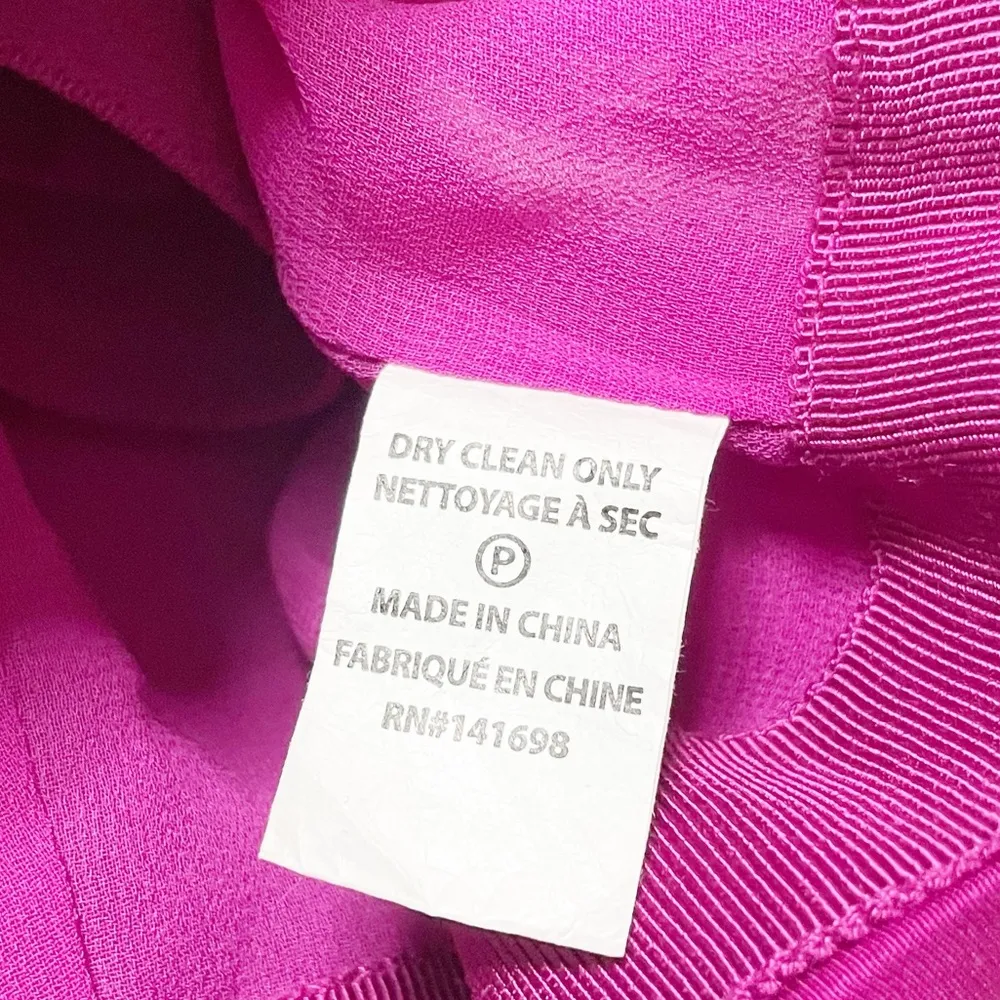 DRY CLEAN ONLY
NETTOYAGE À SEC
P
MADE IN CHINA
FABRIQUÉ EN CHINE
RN#141698